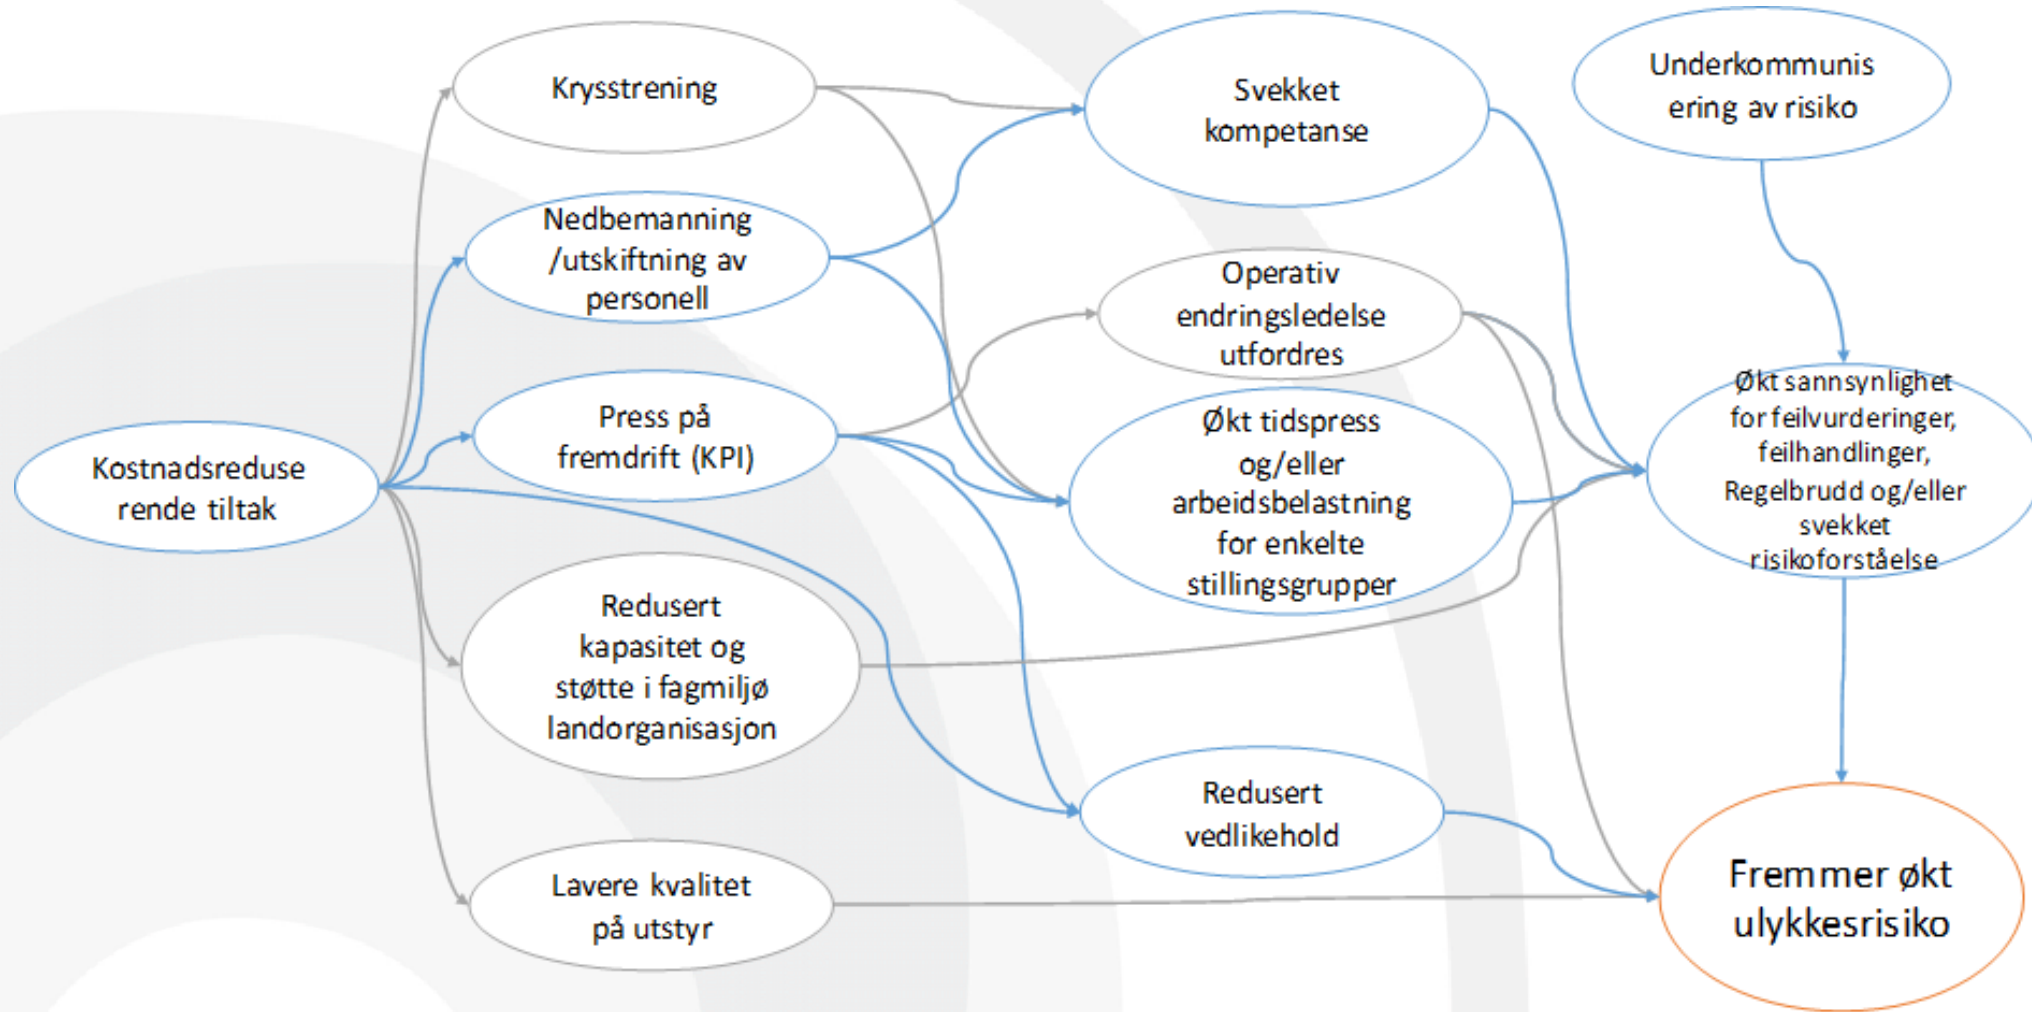 Krysstrening
Svekket
kompetanse
Underkommunis
ering av risiko
Nedbemanning
/utskiftning av
personell
Operativ
endringsledelse
utfordres
Press på
fremdrift (KPI)
Økt tidspress
og/eller
arbeidsbelastning
for enkelte
stillingsgrupper
Økt sannsynlighet
for feilvurderinger,
feilhandlinger,
Regelbrudd og/eller
svekket
risikoforståelse
Kostnadsreduse
rende tiltak
Redusert
kapasitet og
støtte i fagmiljø
landorganisasjon
Redusert
vedlikehold
Lavere kvalitet
på utstyr
Fremmer økt
ulykkesrisiko